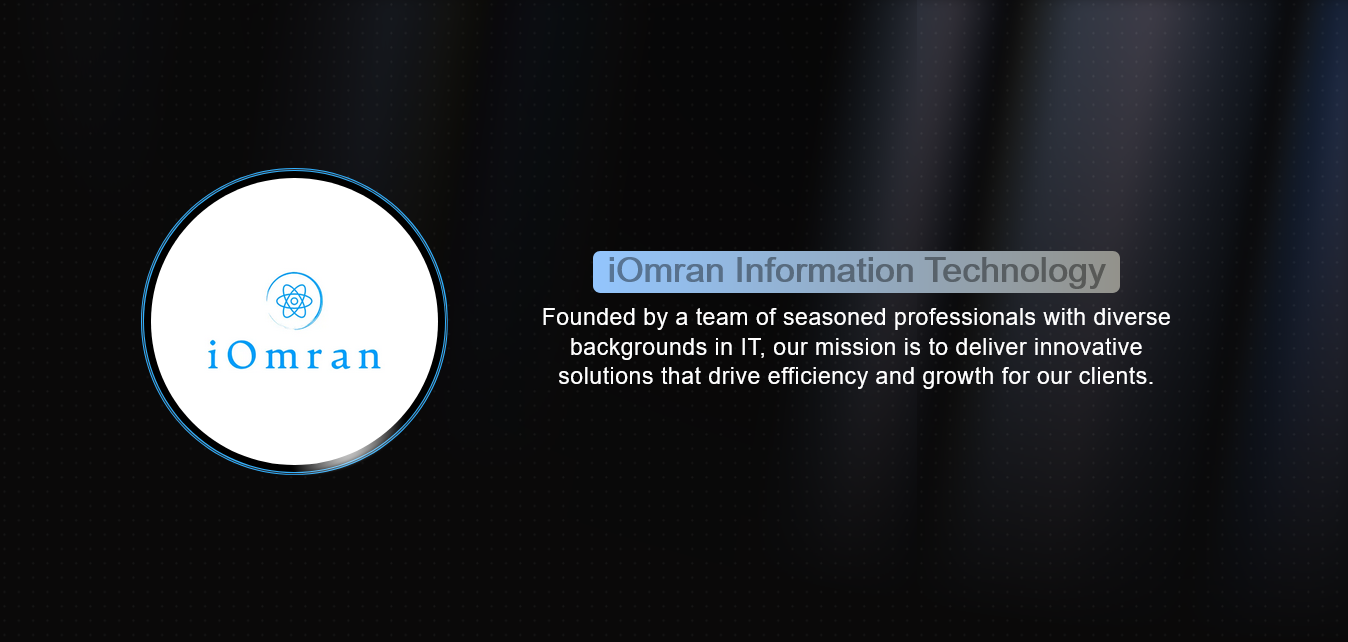 iOmran
iOmran Information Technology
Founded by a team of seasoned professionals with diverse
backgrounds in IT, our mission is to deliver innovative
solutions that drive efficiency and growth for our clients.